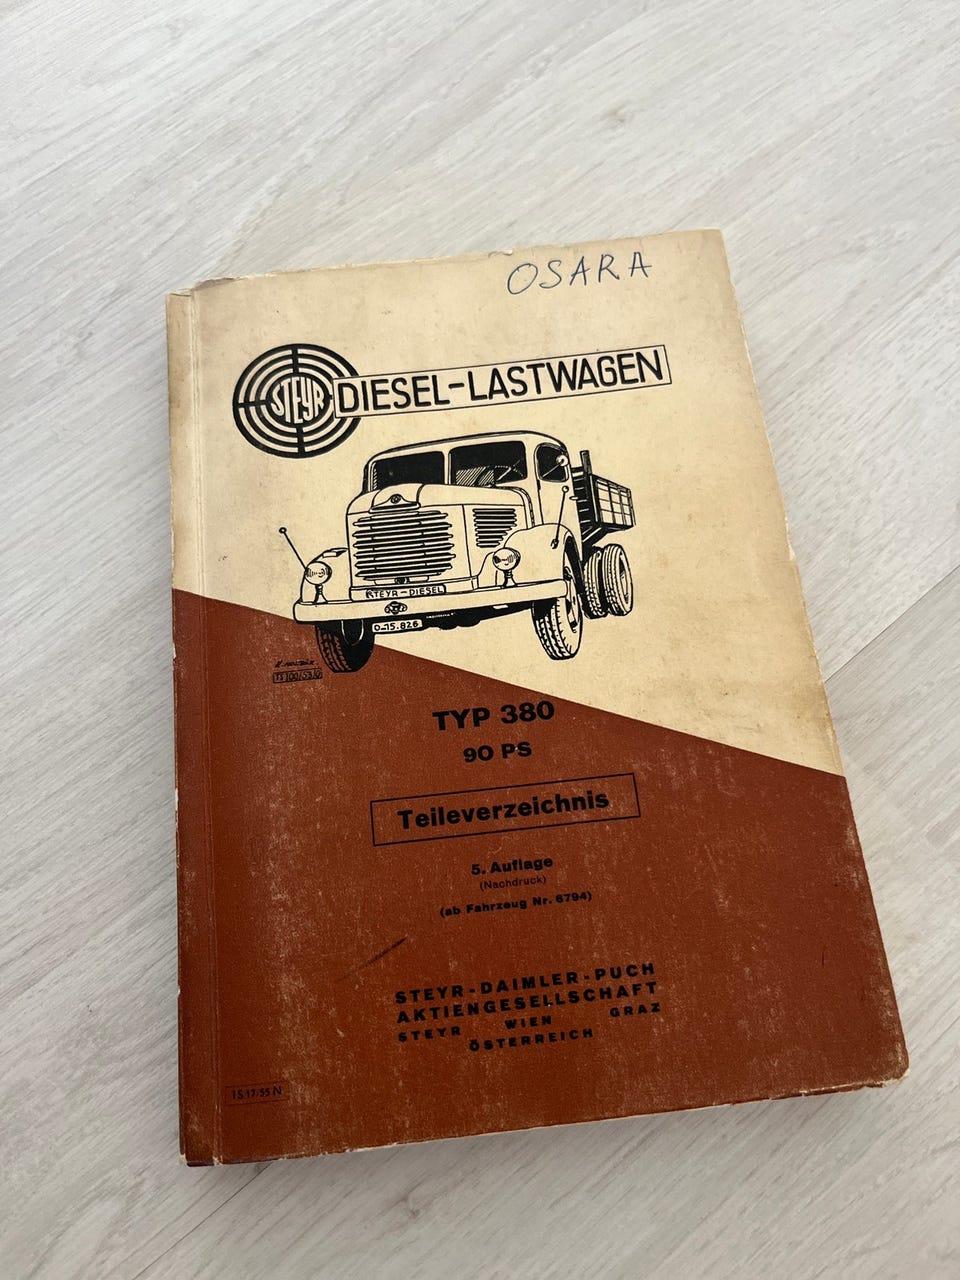 OSARA
STEYR DIESEL-LASTWAGEN
STEYR-DIESEL
O-15.826
TYP 380
90 PS
Teileverzeichnis
5. Auflage
(Nachdruck)
(ab Fahrzeug Nr. 6794)
STEYR-DAIMLER-PUCH
AKTIENGESELLSCHAFT
STEYR WIEN GRAZ
ÖSTERREICH
TS 17/55 N